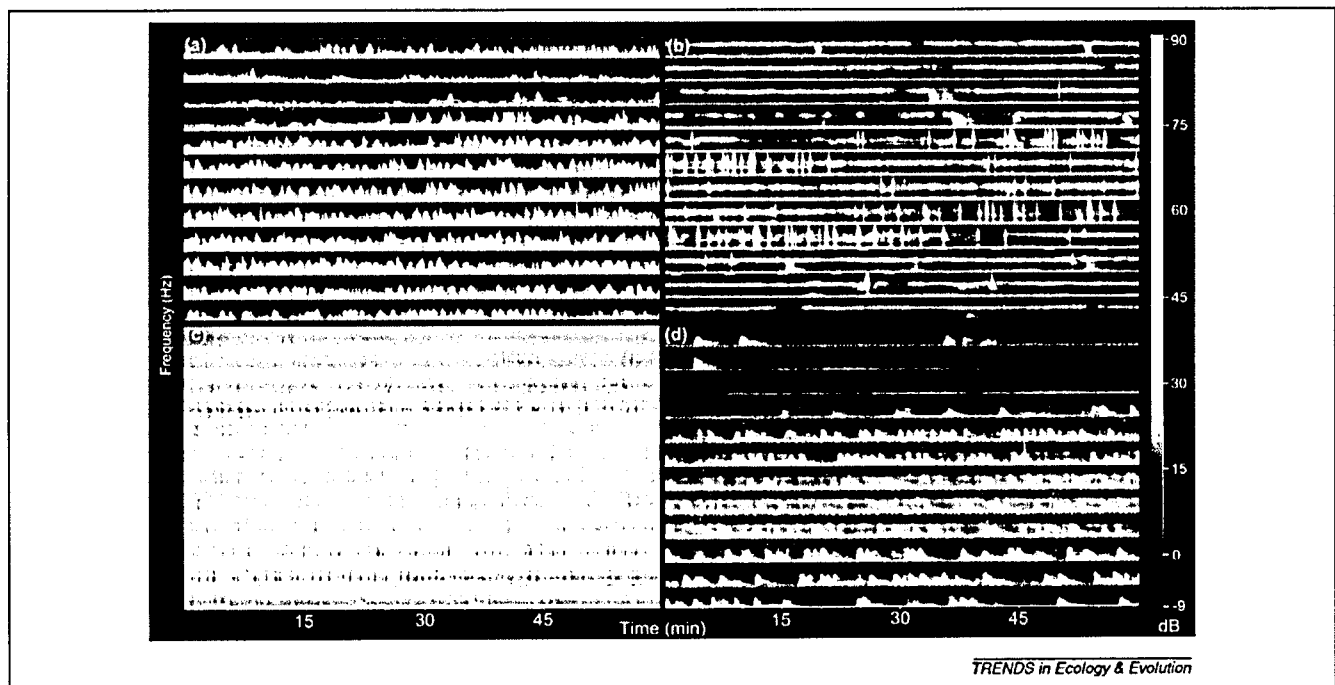 (a)
(b)
90
75
60
45
30
15
0
-9
dB
Frequency (Hz)
(c)
(d)
15
30
45
Time (min)
15
30
45
TRENDS in Ecology & Evolution